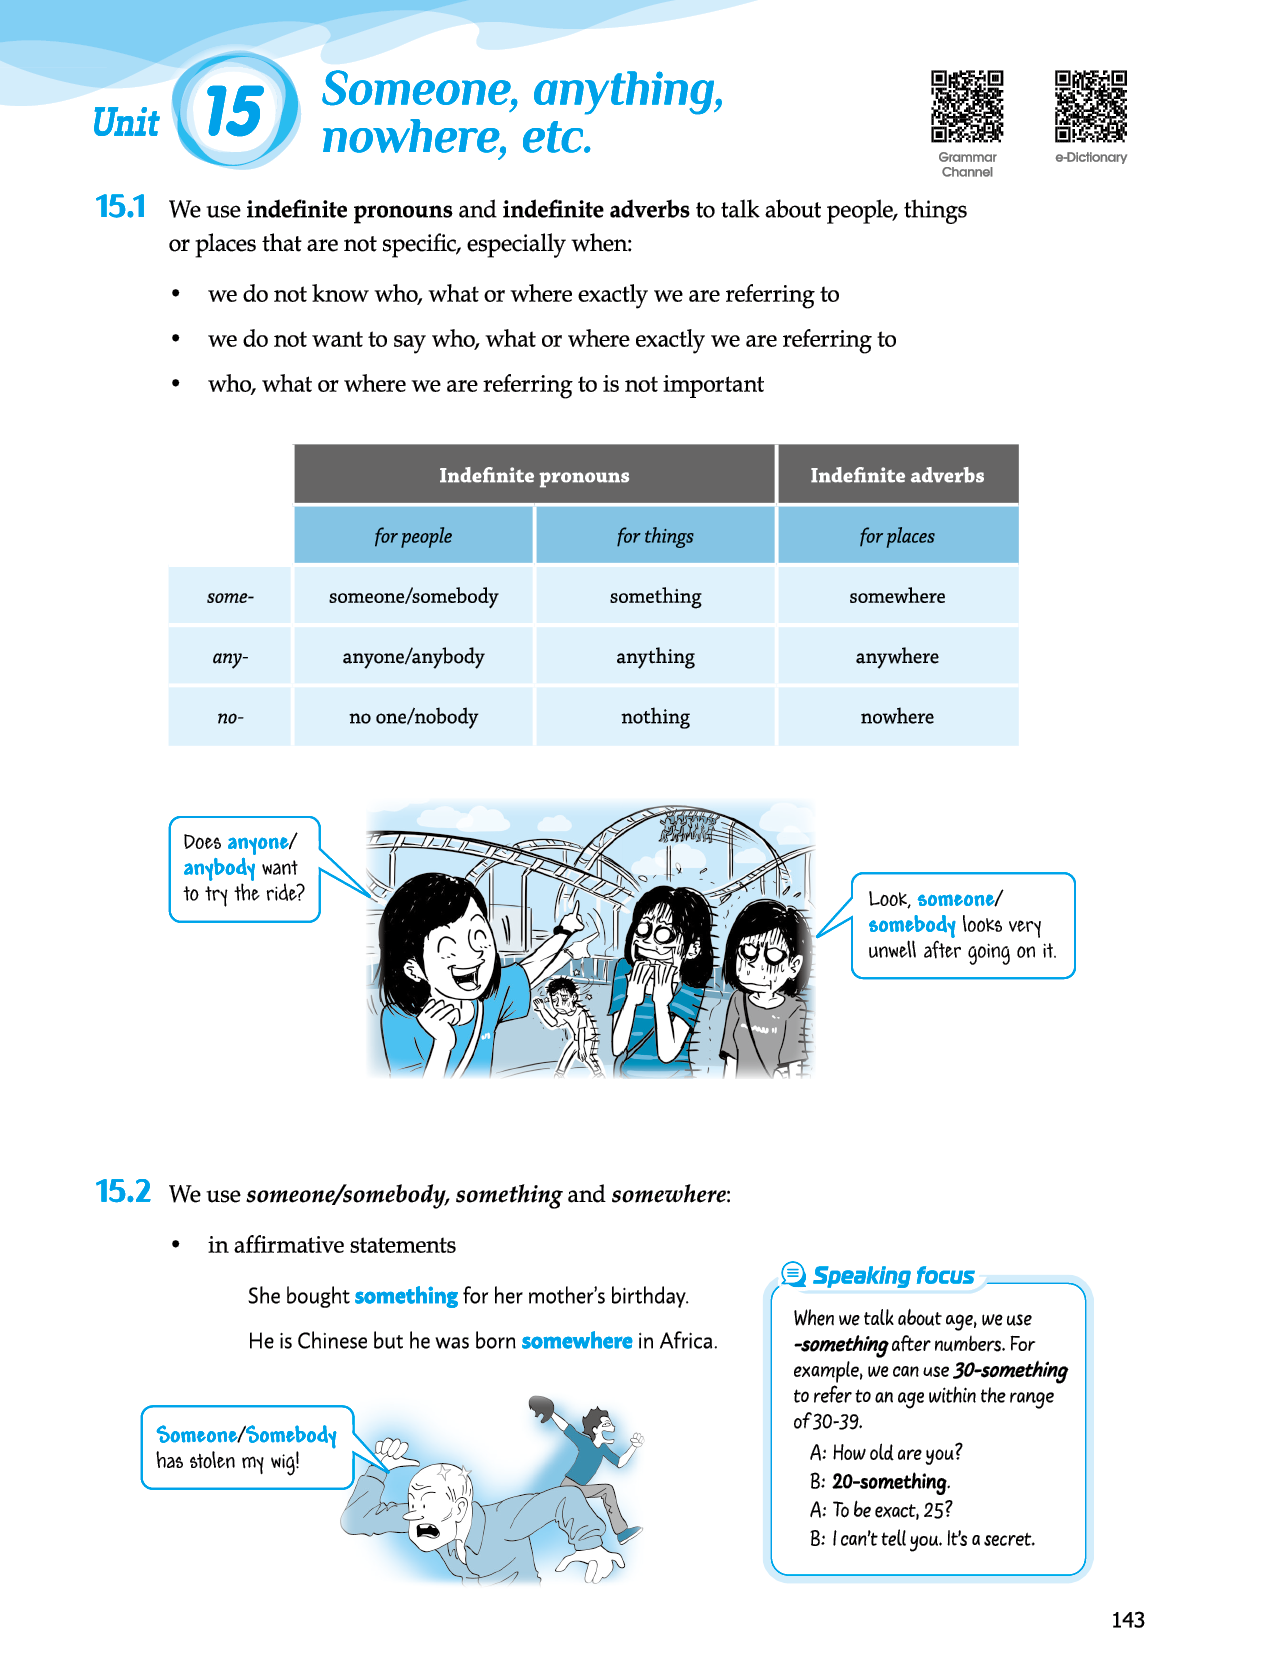 Unit 15
Someone, anything,
nowhere, etc.
Grammar
Channel
e-Dictionary
15.1 We use indefinite pronouns and indefinite adverbs to talk about people, things
or places that are not specific, especially when:
• we do not know who, what or where exactly we are referring to
• we do not want to say who, what or where exactly we are referring to
• who, what or where we are referring to is not important
Indefinite pronouns Indefinite adverbs
for people for things for places
some- someone/somebody something somewhere
any- anyone/anybody anything anywhere
no- no one/nobody nothing nowhere
Does anyone/
anybody want
to try the ride?
Look, someone/
somebody looks very
unwell after going on it.
15.2 We use someone/somebody, something and somewhere:
• in affirmative statements
She bought something for her mother's birthday.
He is Chinese but he was born somewhere in Africa.
Someone/Somebody
has stolen my wig!
Speaking focus
When we talk about age, we use
-something after numbers. For
example, we can use 30-something
to refer to an age within the range
of 30-39.
A: How old are you?
B: 20-something.
A: To be exact, 25?
B: I can't tell you. It's a secret.
143